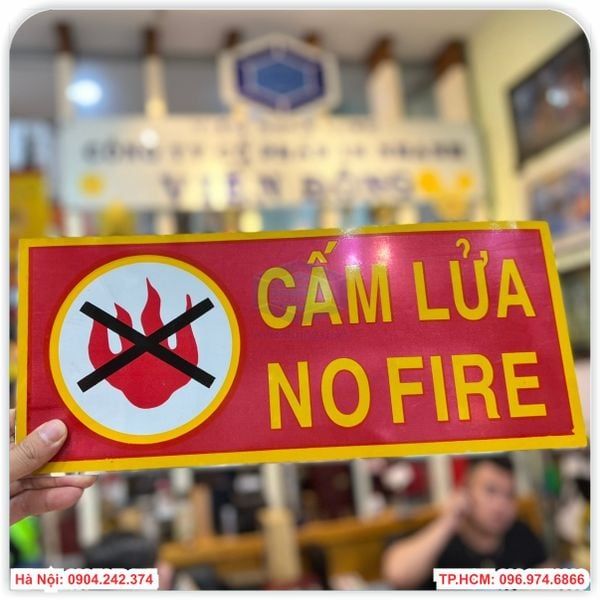 CẤM LỬA
NO FIRE
Hà Nội: 0904.242.374
TP.HCM: 096.974.6866